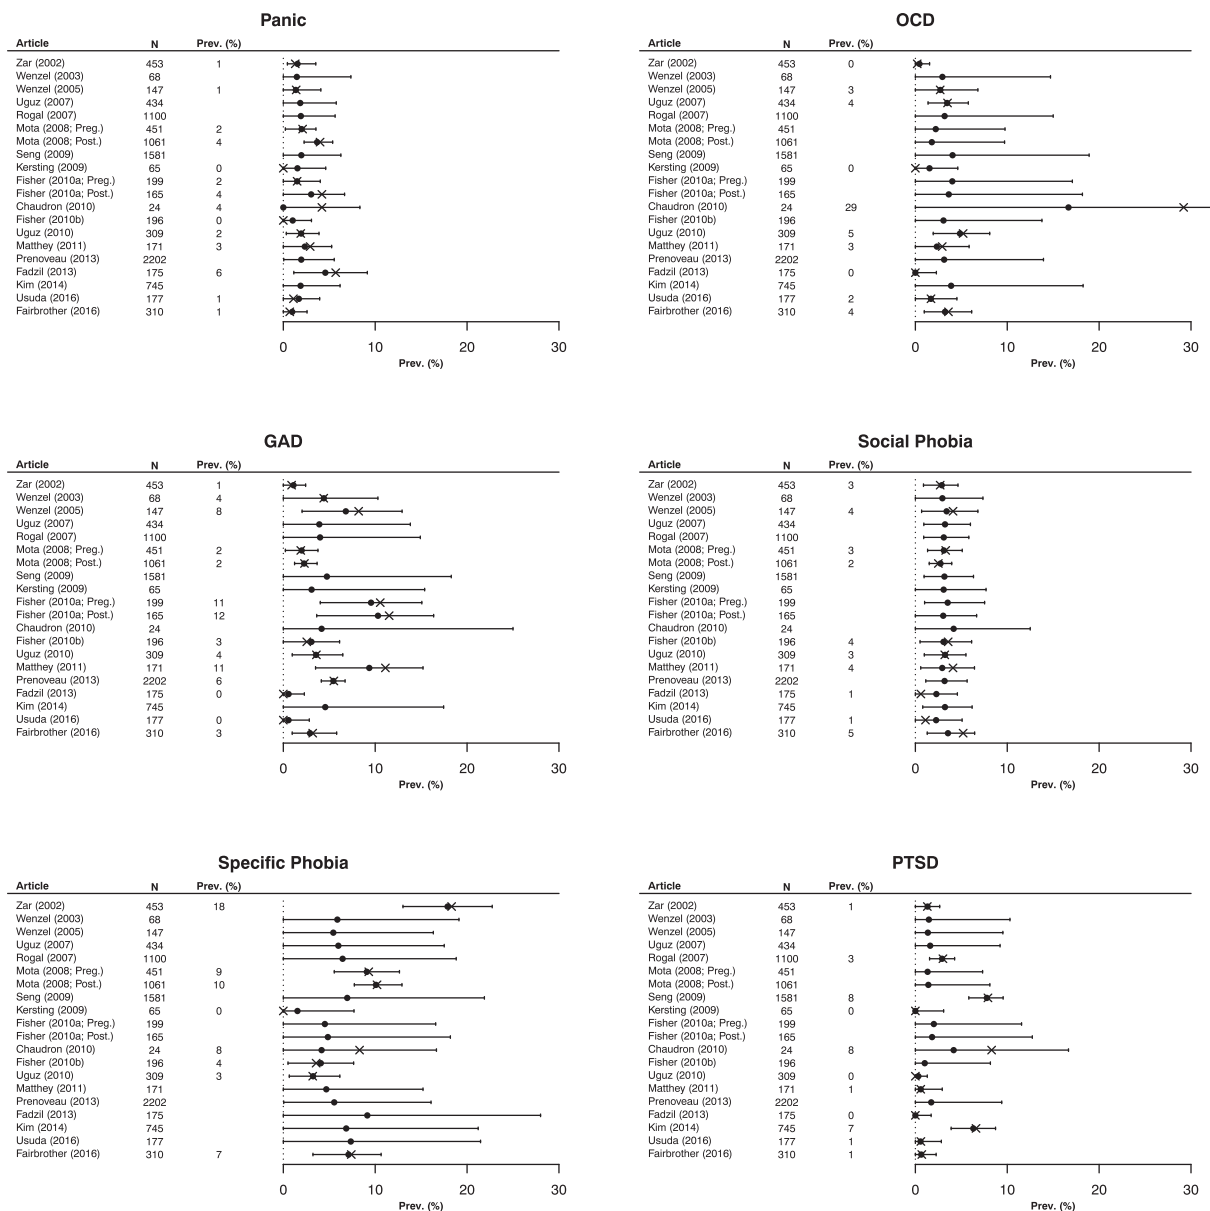 Panic
Article N Prev. (%)
Zar (2002) 453 1
Wenzel (2003) 68
Wenzel (2005) 147 1
Uguz (2007) 434
Rogal (2007) 1100
Mota (2008; Preg.) 451 2
Mota (2008; Post.) 1061 4
Seng (2009) 1581
Kersting (2009) 65 0
Fisher (2010a; Preg.) 199 2
Fisher (2010a; Post.) 165 4
Chaudron (2010) 24 4
Fisher (2010b) 196 0
Uguz (2010) 309 2
Matthey (2011) 171 3
Prenoveau (2013) 2202
Fadzil (2013) 175 6
Kim (2014) 745
Usuda (2016) 177 1
Fairbrother (2016) 310 1
0 10 20 30
Prev. (%)
OCD
Article N Prev. (%)
Zar (2002) 453 0
Wenzel (2003) 68
Wenzel (2005) 147 3
Uguz (2007) 434 4
Rogal (2007) 1100
Mota (2008; Preg.) 451
Mota (2008; Post.) 1061
Seng (2009) 1581
Kersting (2009) 65 0
Fisher (2010a; Preg.) 199
Fisher (2010a; Post.) 165
Chaudron (2010) 24 29
Fisher (2010b) 196
Uguz (2010) 309 5
Matthey (2011) 171 3
Prenoveau (2013) 2202
Fadzil (2013) 175 0
Kim (2014) 745
Usuda (2016) 177 2
Fairbrother (2016) 310 4
0 10 20 30
Prev. (%)
GAD
Article N Prev. (%)
Zar (2002) 453 1
Wenzel (2003) 68 4
Wenzel (2005) 147 8
Uguz (2007) 434
Rogal (2007) 1100
Mota (2008; Preg.) 451 2
Mota (2008; Post.) 1061 2
Seng (2009) 1581
Kersting (2009) 65
Fisher (2010a; Preg.) 199 11
Fisher (2010a; Post.) 165 12
Chaudron (2010) 24
Fisher (2010b) 196 3
Uguz (2010) 309 4
Matthey (2011) 171 11
Prenoveau (2013) 2202 6
Fadzil (2013) 175 0
Kim (2014) 745
Usuda (2016) 177 0
Fairbrother (2016) 310 3
0 10 20 30
Prev. (%)
Social Phobia
Article N Prev. (%)
Zar (2002) 453 3
Wenzel (2003) 68
Wenzel (2005) 147 4
Uguz (2007) 434
Rogal (2007) 1100
Mota (2008; Preg.) 451 3
Mota (2008; Post.) 1061 2
Seng (2009) 1581
Kersting (2009) 65
Fisher (2010a; Preg.) 199
Fisher (2010a; Post.) 165
Chaudron (2010) 24
Fisher (2010b) 196 4
Uguz (2010) 309 3
Matthey (2011) 171 4
Prenoveau (2013) 2202
Fadzil (2013) 175 1
Kim (2014) 745
Usuda (2016) 177 1
Fairbrother (2016) 310 5
0 10 20 30
Prev. (%)
Specific Phobia
Article N Prev. (%)
Zar (2002) 453 18
Wenzel (2003) 68
Wenzel (2005) 147
Uguz (2007) 434
Rogal (2007) 1100
Mota (2008; Preg.) 451 9
Mota (2008; Post.) 1061 10
Seng (2009) 1581
Kersting (2009) 65 0
Fisher (2010a; Preg.) 199
Fisher (2010a; Post.) 165
Chaudron (2010) 24 8
Fisher (2010b) 196 4
Uguz (2010) 309 3
Matthey (2011) 171
Prenoveau (2013) 2202
Fadzil (2013) 175
Kim (2014) 745
Usuda (2016) 177
Fairbrother (2016) 310 7
0 10 20 30
Prev. (%)
PTSD
Article N Prev. (%)
Zar (2002) 453 1
Wenzel (2003) 68
Wenzel (2005) 147
Uguz (2007) 434
Rogal (2007) 1100 3
Mota (2008; Preg.) 451
Mota (2008; Post.) 1061
Seng (2009) 1581 8
Kersting (2009) 65 0
Fisher (2010a; Preg.) 199
Fisher (2010a; Post.) 165
Chaudron (2010) 24 8
Fisher (2010b) 196
Uguz (2010) 309 0
Matthey (2011) 171 1
Prenoveau (2013) 2202
Fadzil (2013) 175 0
Kim (2014) 745 7
Usuda (2016) 177 1
Fairbrother (2016) 310 1
0 10 20 30
Prev. (%)